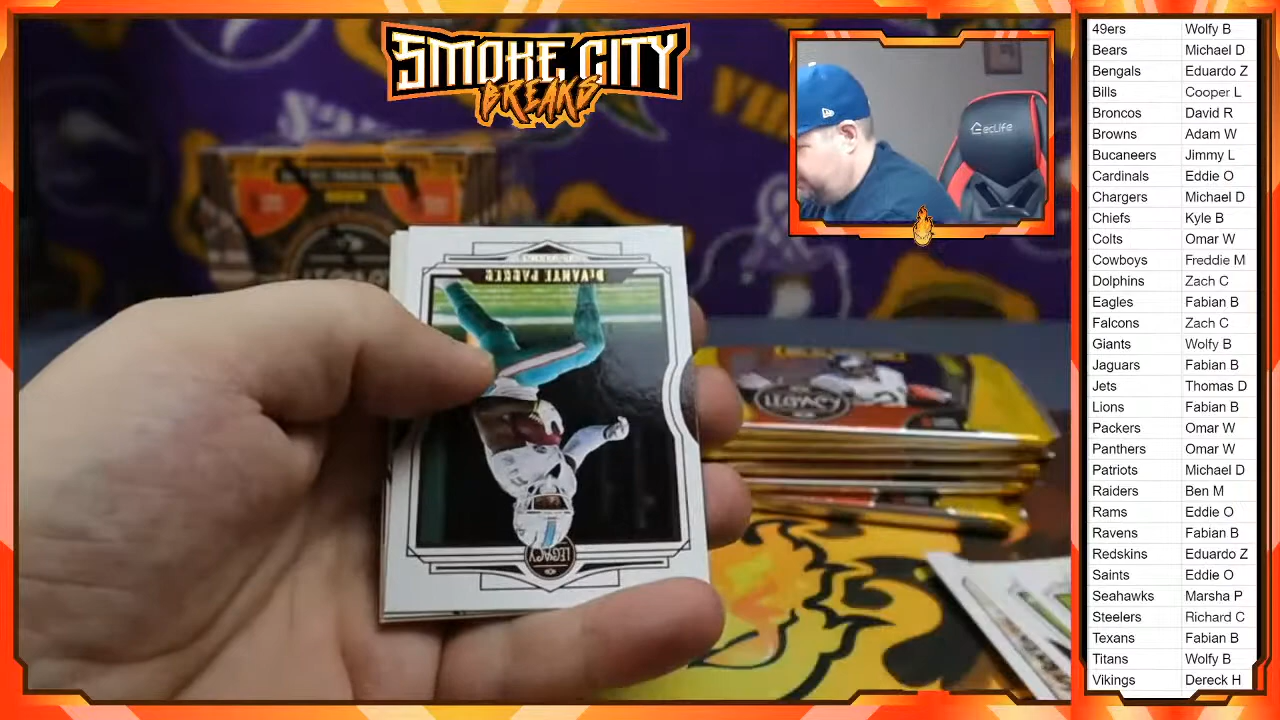 SMOKE CITY
BREAKS
GecLife
DEVANTE PARKER
LEGACY
LEGACY
49ers Wolfy B
Bears Michael D
Bengals Eduardo Z
Bills Cooper L
Broncos David R
Browns Adam W
Bucaneers Jimmy L
Cardinals Eddie O
Chargers Michael D
Chiefs Kyle B
Colts Omar W
Cowboys Freddie M
Dolphins Zach C
Eagles Fabian B
Falcons Zach C
Giants Wolfy B
Jaguars Fabian B
Jets Thomas D
Lions Fabian B
Packers Omar W
Panthers Omar W
Patriots Michael D
Raiders Ben M
Rams Eddie O
Ravens Fabian B
Redskins Eduardo Z
Saints Eddie O
Seahawks Marsha P
Steelers Richard C
Texans Fabian B
Titans Wolfy B
Vikings Dereck H